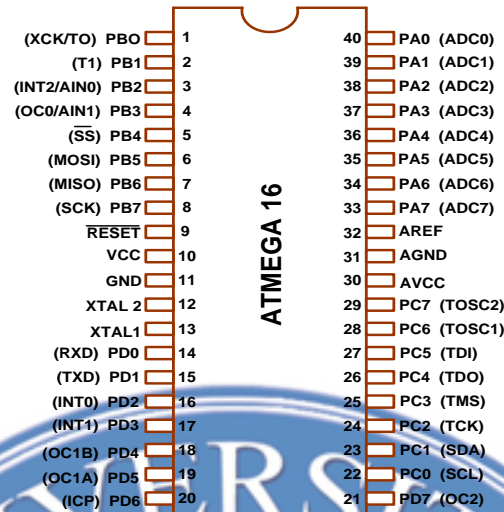 (XCK/TO) PBO 1 40 PA0 (ADC0)
(T1) PB1 2 39 PA1 (ADC1)
(INT2/AIN0) PB2 3 38 PA2 (ADC2)
(OC0/AIN1) PB3 4 37 PA3 (ADC3)
(S̅S̅) PB4 5 36 PA4 (ADC4)
(MOSI) PB5 6 35 PA5 (ADC5)
(MISO) PB6 7 34 PA6 (ADC6)
(SCK) PB7 8 33 PA7 (ADC7)
R̅E̅S̅E̅T̅ 9 32 AREF
VCC 10 31 AGND
GND 11 30 AVCC
XTAL 2 12 29 PC7 (TOSC2)
XTAL1 13 28 PC6 (TOSC1)
(RXD) PD0 14 27 PC5 (TDI)
(TXD) PD1 15 26 PC4 (TDO)
(INT0) PD2 16 25 PC3 (TMS)
(INT1) PD3 17 24 PC2 (TCK)
(OC1B) PD4 18 23 PC1 (SDA)
(OC1A) PD5 19 22 PC0 (SCL)
(ICP) PD6 20 21 PD7 (OC2)
ATMEGA 16
VERS